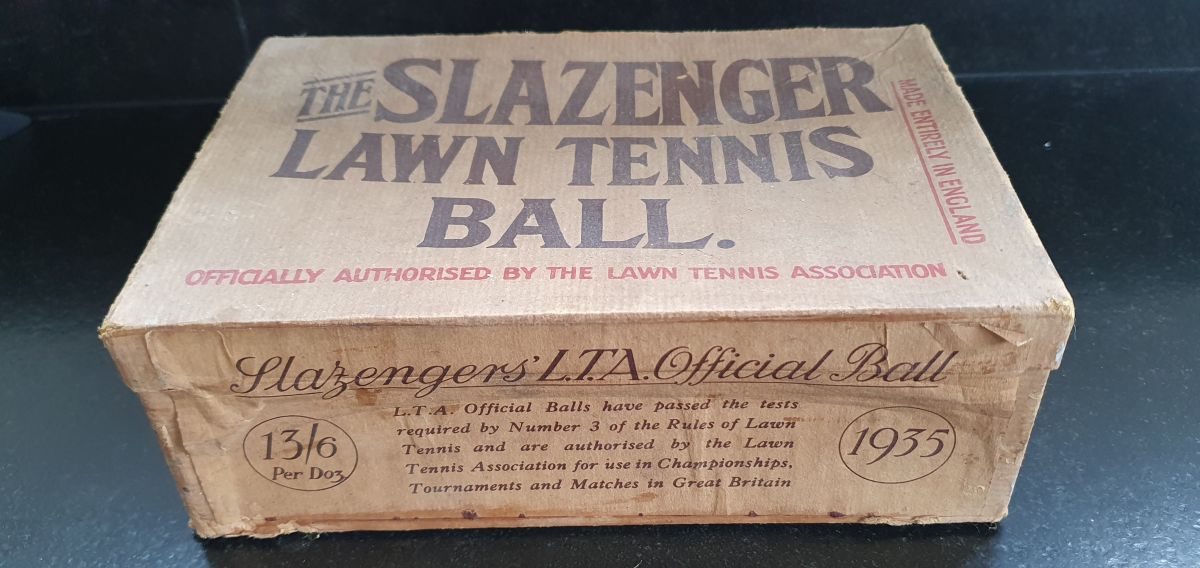 THE SLAZENGER
LAWN TENNIS
BALL.
OFFICIALLY AUTHORISED BY THE LAWN TENNIS ASSOCIATION
MADE ENTIRELY IN ENGLAND
Slazengers' L.T.A. Official Ball
13/6
Per Doz
L.T.A. Official Balls have passed the tests
required by Number 3 of the Rules of Lawn
Tennis and are authorised by the Lawn
Tennis Association for use in Championships,
Tournaments and Matches in Great Britain
1935